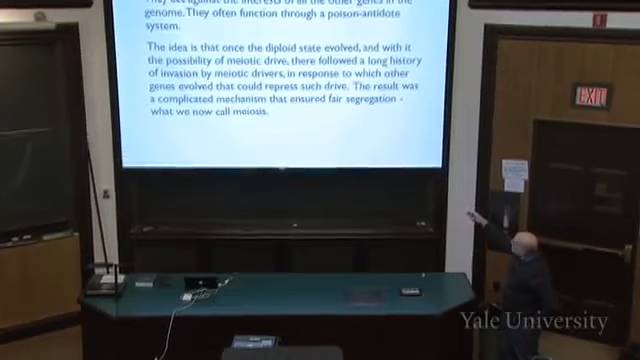 They act against the interests of all the other genes in the
genome. They often function through a poison-antidote
system.
The idea is that once the diploid state evolved, and with it
the possibility of meiotic drive, there followed a long history
of invasion by meiotic drivers, in response to which other
genes evolved that could repress such drive. The result was
a complicated mechanism that ensured fair segregation -
what we now call meiosis.
EXIT
Yale University